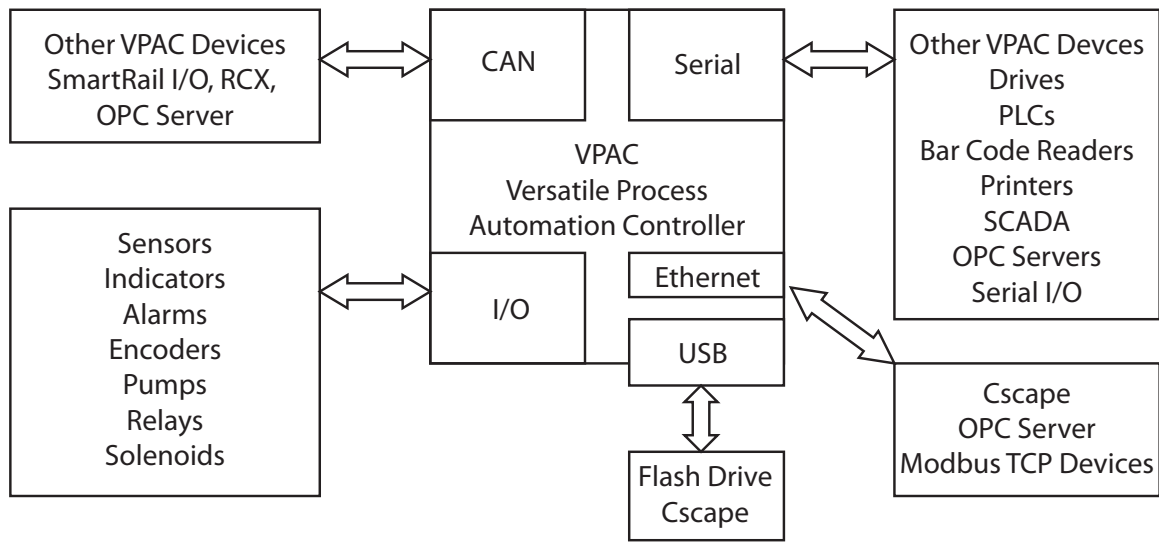 Other VPAC Devices
SmartRail I/O, RCX,
OPC Server
CAN
Serial
Other VPAC Devces
Drives
PLCs
Bar Code Readers
Printers
SCADA
OPC Servers
Serial I/O
VPAC
Versatile Process
Automation Controller
Sensors
Indicators
Alarms
Encoders
Pumps
Relays
Solenoids
I/O
Ethernet
USB
Cscape
OPC Server
Modbus TCP Devices
Flash Drive
Cscape